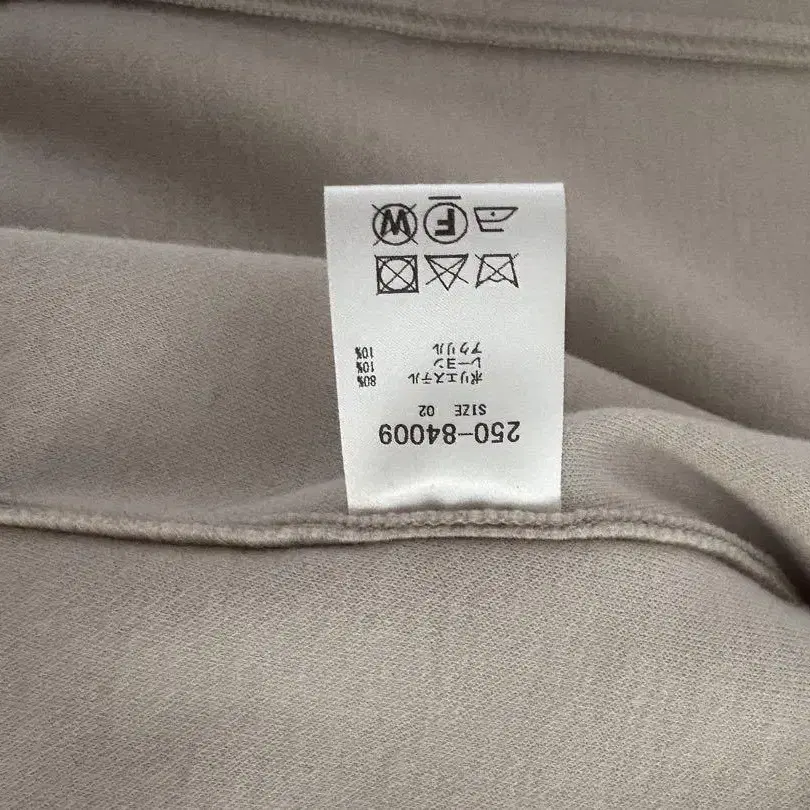 250-84009
SIZE 02
ポリエステル 80%
レーヨン 10%
アクリル 10%
F W